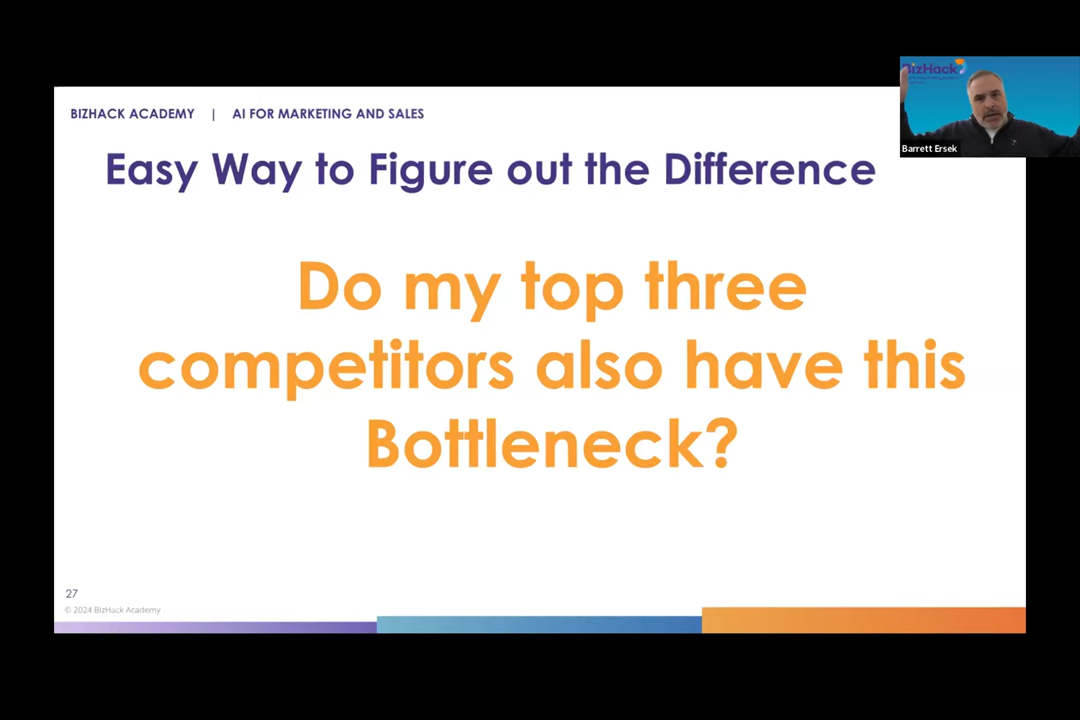 BIZHACK ACADEMY | AI FOR MARKETING AND SALES
BizHack
Barrett Ersek
Easy Way to Figure out the Difference
Do my top three
competitors also have this
Bottleneck?
27
© 2024 BizHack Academy